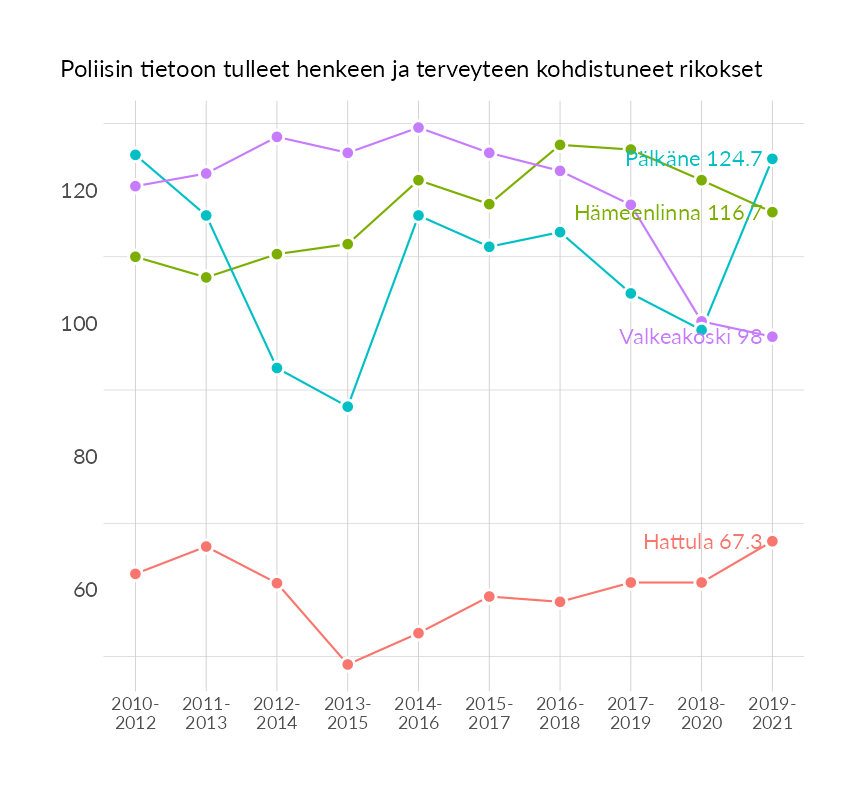 Poliisin tietoon tulleet henkeen ja terveyteen kohdistuneet rikokset
120
100
80
60
Pälkäne 124.7
Hämeenlinna 116.7
Valkeakoski 98
Hattula 67.3
2010- 2011- 2012- 2013- 2014- 2015- 2016- 2017- 2018- 2019-
2012 2013 2014 2015 2016 2017 2018 2019 2020 2021